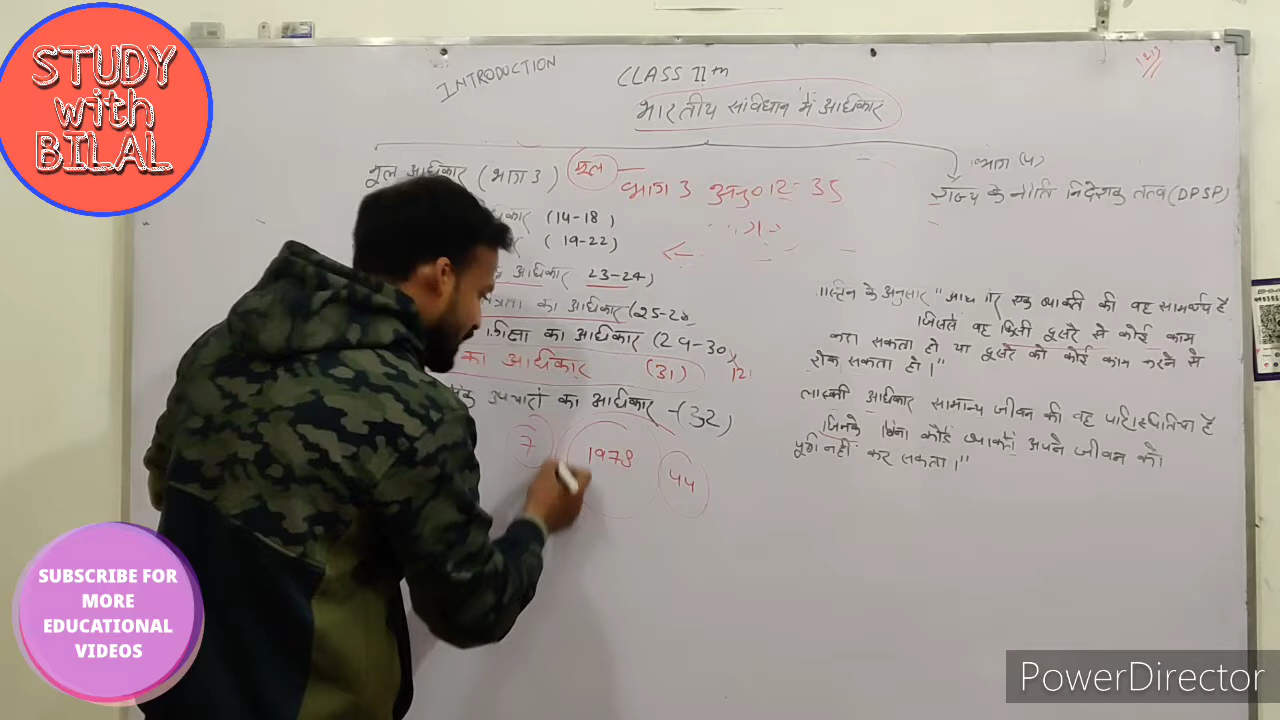 STUDY
with
BILAL
INTRODUCTION
CLASS 11th
भारतीय संविधान में अधिकार
मूल अधिकार (भाग 3) मूल
भाग 3 अनु० 12 = 35
भाग (4)
राज्य के नीति निदेशक तत्व (DPSP)
(14-18)
(19-22)
अधिकार 23-24)
का अधिकार (25-28
शिक्षा का अधिकार (29-30)
का अधिकार (31)
उपचारों का अधिकार -(32)
7 1978 44
के अनुसार "अधिकार एक व्यक्ति की वह सामर्थ्य है
जिससे वह किसी दूसरे से कोई काम
करा सकता हो या दूसरे को कोई काम करने से
रोक सकता हो।"
लास्की अधिकार सामान्य जीवन की वह परिस्थितियां है
जिनके बिना कोई व्यक्ति अपने जीवन को
पूर्ण नहीं कर सकता।"
SUBSCRIBE FOR
MORE
EDUCATIONAL
VIDEOS
PowerDirector